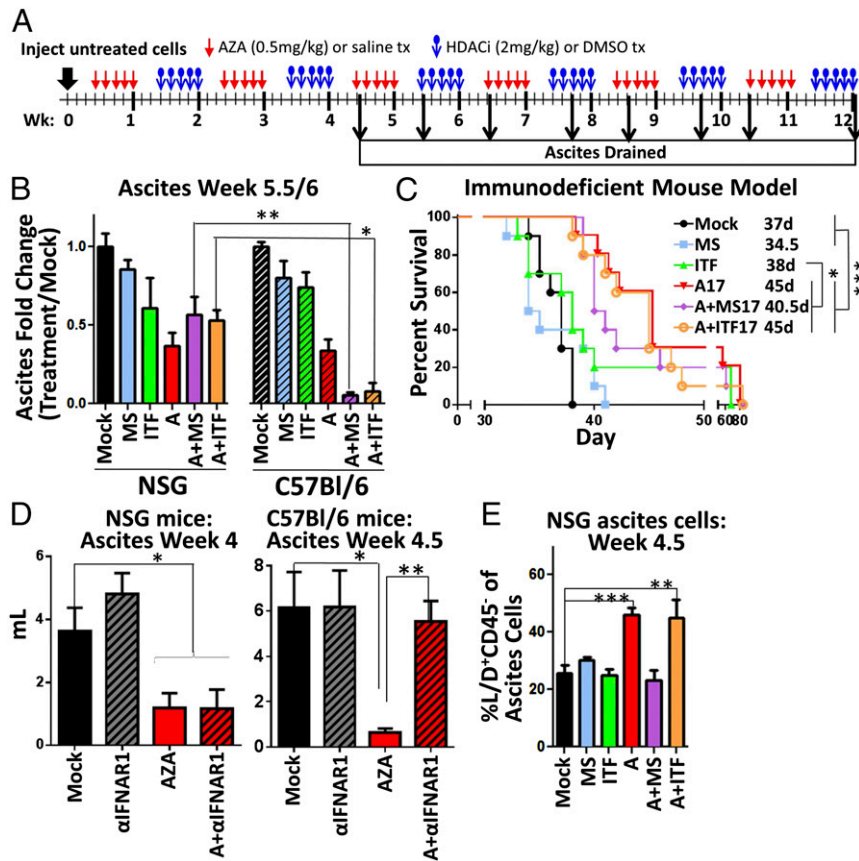 A
Inject untreated cells
AZA (0.5mg/kg) or saline tx
HDACi (2mg/kg) or DMSO tx
Wk: 0 1 2 3 4 5 6 7 8 9 10 11 12
Ascites Drained
B
Ascites Week 5.5/6
Ascites Fold Change
(Treatment/Mock)
1.0
0.5
0.0
**
*
Mock
MS
ITF
A
A+MS
A+ITF
Mock
MS
ITF
A
A+MS
A+ITF
NSG
C57Bl/6
C
Immunodeficient Mouse Model
Percent Survival
100
80
60
40
20
0
0 30 40 50 60 80
Day
Mock 37d
MS 34.5
ITF 38d
A17 45d
A+MS17 40.5d
A+ITF17 45d
*
***
D
NSG mice:
Ascites Week 4
mL
6
4
2
0
*
Mock
αIFNAR1
AZA
A+αIFNAR1
C57Bl/6 mice:
Ascites Week 4.5
8
6
4
2
0
*
**
Mock
αIFNAR1
AZA
A+αIFNAR1
E
NSG ascites cells:
Week 4.5
%L/D⁺CD45⁻ of
Ascites Cells
60
40
20
0
***
**
Mock
MS
ITF
A
A+MS
A+ITF